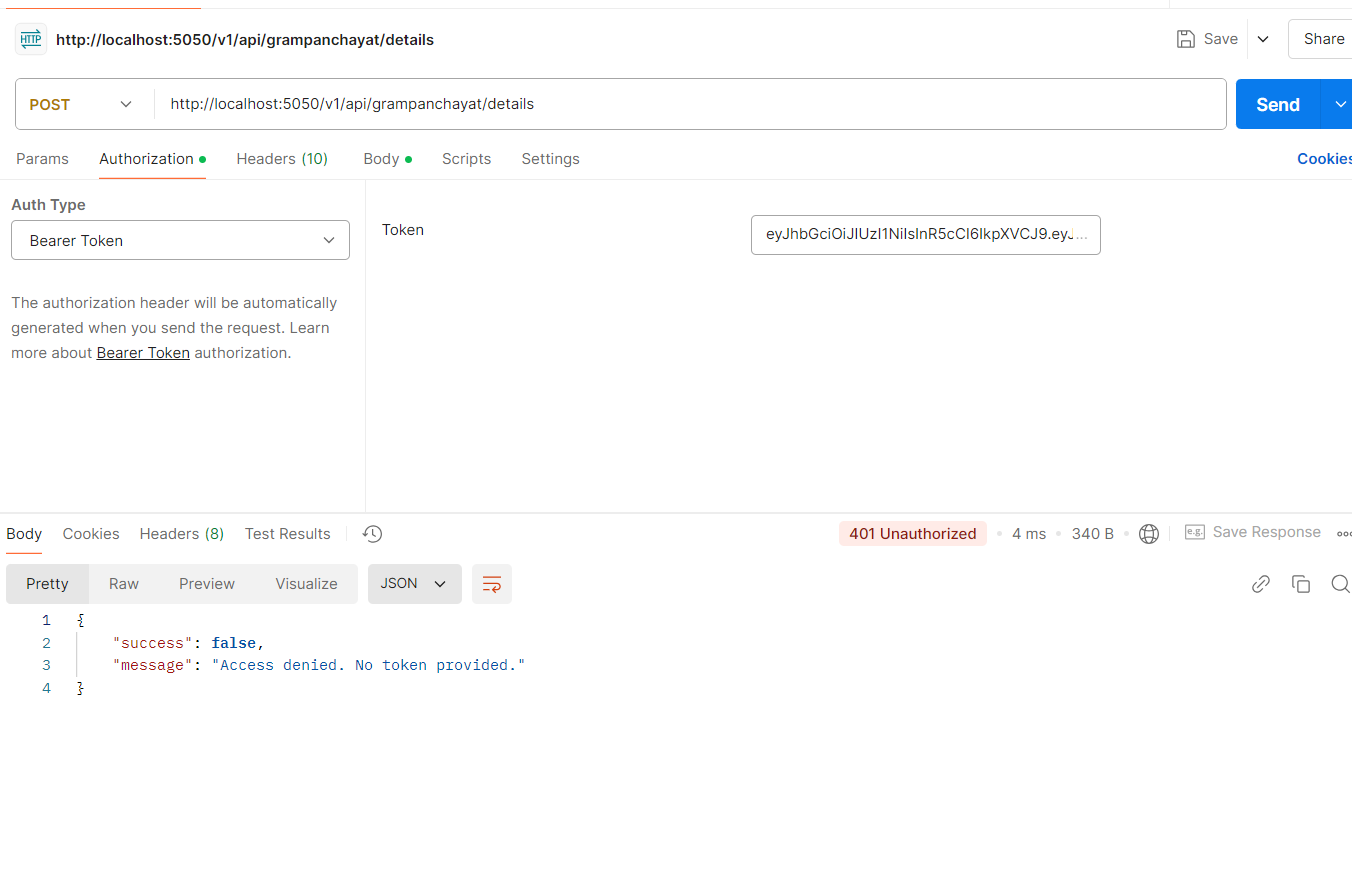 HTTP http://localhost:5050/v1/api/grampanchayat/details Save Share
POST http://localhost:5050/v1/api/grampanchayat/details Send
Params Authorization Headers (10) Body Scripts Settings Cookies
Auth Type
Bearer Token
Token eyJhbGciOiJIUzI1NiIsInR5cCI6IkpXVCJ9.eyJ...
The authorization header will be automatically
generated when you send the request. Learn
more about Bearer Token authorization.
Body Cookies Headers (8) Test Results 401 Unauthorized • 4 ms • 340 B • e.g. Save Response
Pretty Raw Preview Visualize JSON
1 {
2 "success": false,
3 "message": "Access denied. No token provided."
4 }